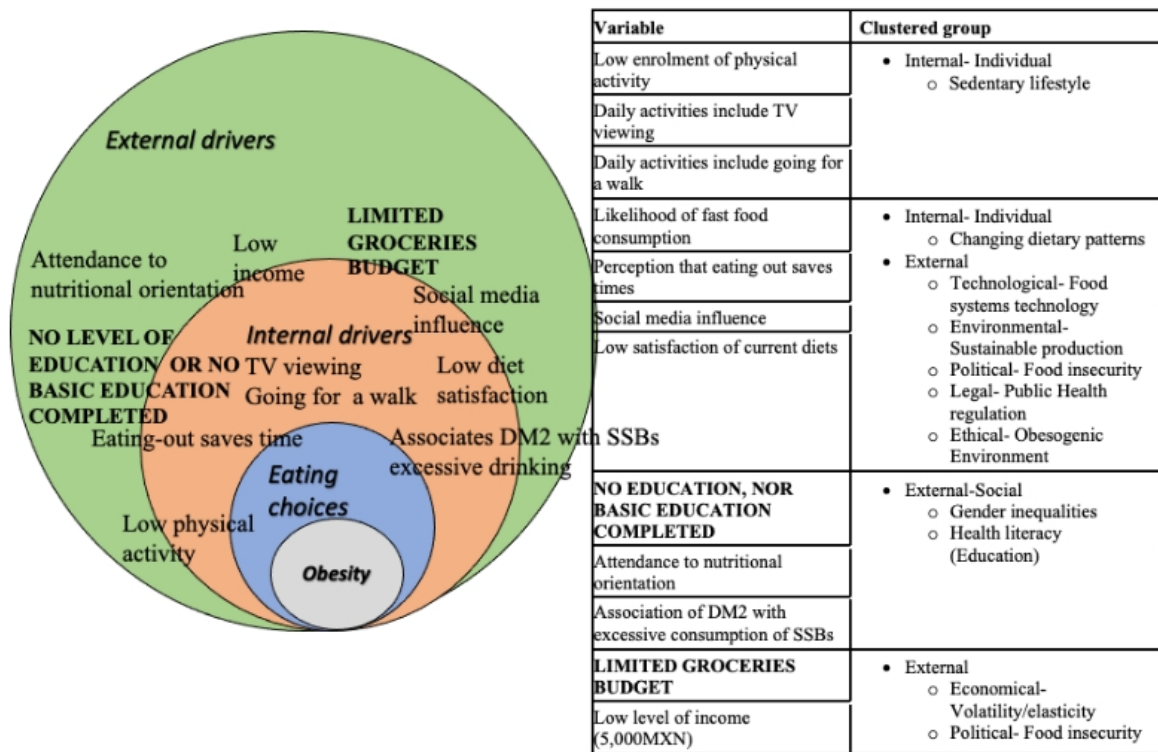 External drivers
LIMITED
GROCERIES
BUDGET
Low
income
Attendance to
nutritional orientation
Social media
influence
NO LEVEL OF
EDUCATION OR NO
BASIC EDUCATION
COMPLETED
Internal drivers
TV viewing
Going for a walk
Low diet
satisfaction
Eating-out saves time
Associates DM2 with SSBs
excessive drinking
Eating
choices
Low physical
activity
Obesity
Variable Clustered group
Low enrolment of physical
activity
Daily activities include TV
viewing
Daily activities include going for
a walk
• Internal- Individual
o Sedentary lifestyle
Likelihood of fast food
consumption
Perception that eating out saves
times
Social media influence
Low satisfaction of current diets
• Internal- Individual
o Changing dietary patterns
• External
o Technological- Food
systems technology
o Environmental-
Sustainable production
o Political- Food insecurity
o Legal- Public Health
regulation
o Ethical- Obesogenic
Environment
NO EDUCATION, NOR
BASIC EDUCATION
COMPLETED
Attendance to nutritional
orientation
Association of DM2 with
excessive consumption of SSBs
• External-Social
o Gender inequalities
o Health literacy
(Education)
LIMITED GROCERIES
BUDGET
Low level of income
(5,000MXN)
• External
o Economical-
Volatility/elasticity
o Political- Food insecurity